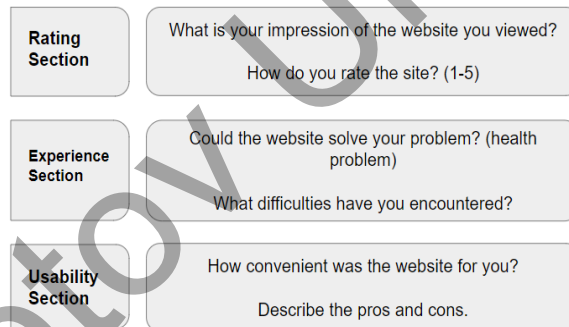 Rating
Section
What is your impression of the website you viewed?
How do you rate the site? (1-5)
Experience
Section
Could the website solve your problem? (health
problem)
What difficulties have you encountered?
Usability
Section
How convenient was the website for you?
Describe the pros and cons.